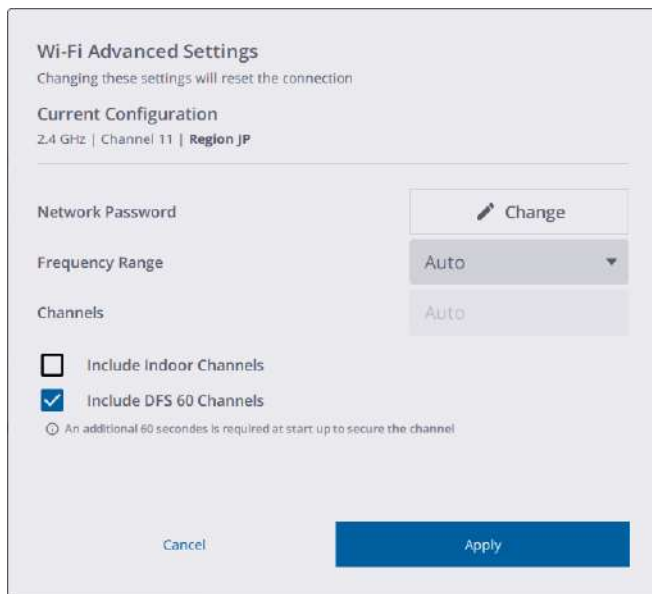 Wi-Fi Advanced Settings
Changing these settings will reset the connection
Current Configuration
2.4 GHz | Channel 11 | Region JP
Network Password
Change
Frequency Range
Auto
Channels
Auto
Include Indoor Channels
Include DFS 60 Channels
An additional 60 secondes is required at start up to secure the channel
Cancel
Apply